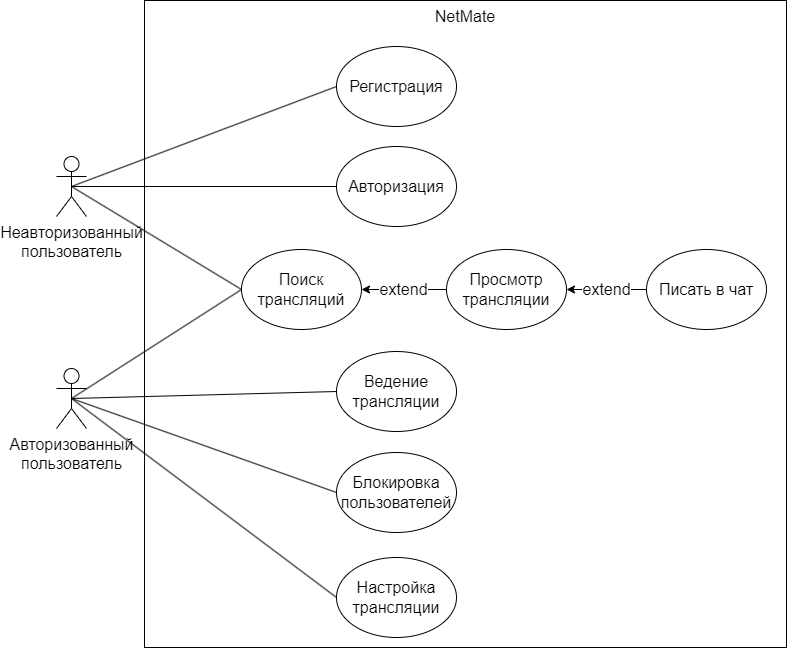 NetMate
Регистрация
Авторизация
Неавторизованный
пользователь
Поиск
трансляций
extend
Просмотр
трансляции
extend
Писать в чат
Ведение
трансляции
Авторизованный
пользователь
Блокировка
пользователей
Настройка
трансляции